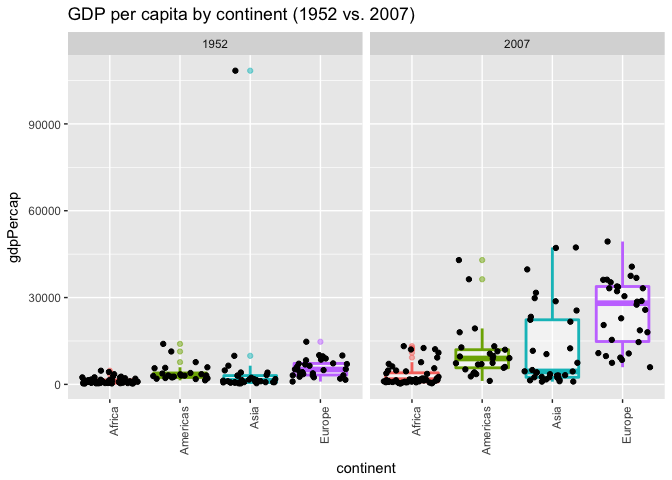 GDP per capita by continent (1952 vs. 2007)
1952
2007
90000
60000
30000
0
gdpPercap
Africa
Americas
Asia
Europe
Africa
Americas
Asia
Europe
continent